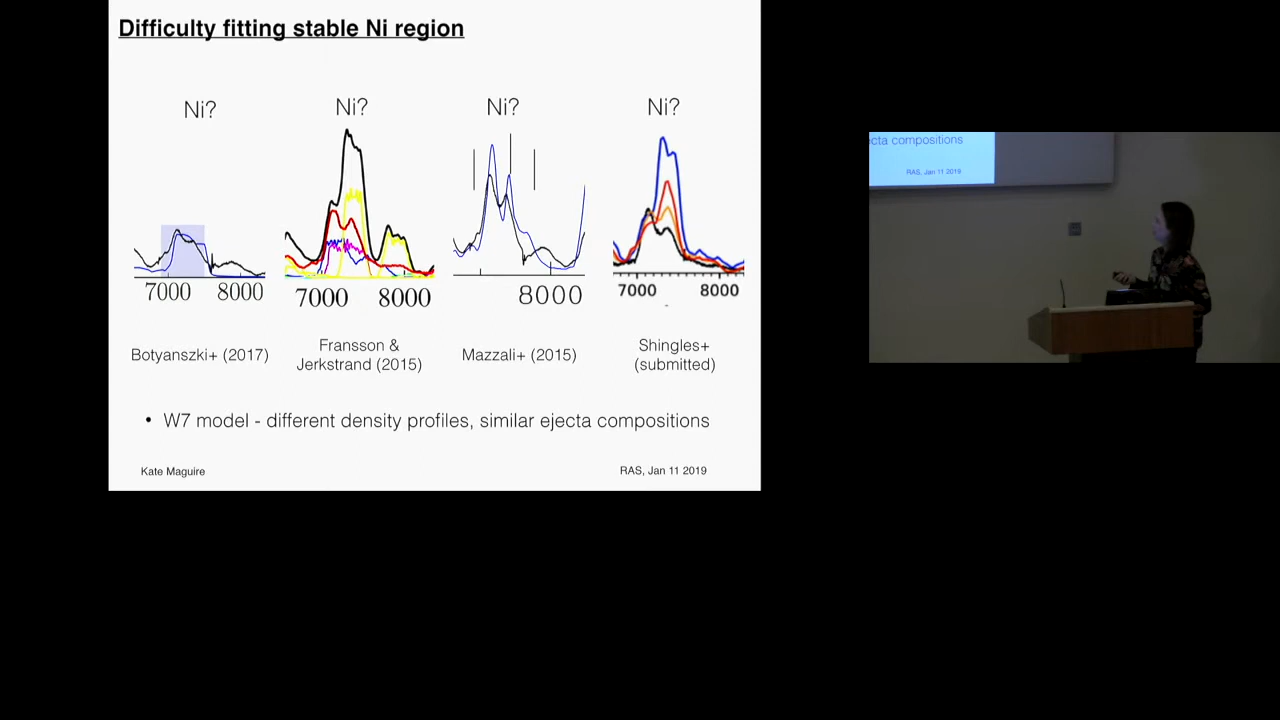 Difficulty fitting stable Ni region
Ni?
Ni?
Ni?
Ni?
7000 8000
7000 8000
8000
7000 8000
Botyanszki+ (2017)
Fransson &
Jerkstrand (2015)
Mazzali+ (2015)
Shingles+
(submitted)
• W7 model - different density profiles, similar ejecta compositions
Kate Maguire
RAS, Jan 11 2019
ecta compositions
RAS, Jan 11 2019